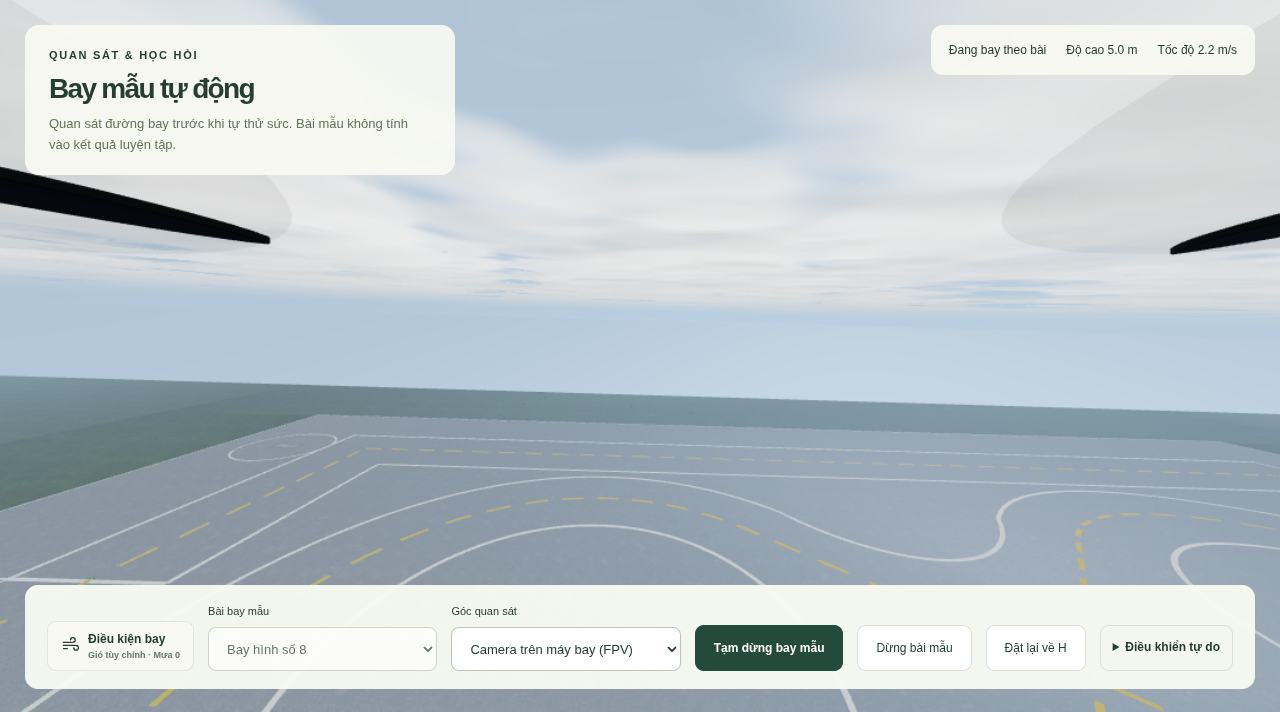 QUAN SÁT & HỌC HỎI
Bay mẫu tự động
Quan sát đường bay trước khi tự thử sức. Bài mẫu không tính
vào kết quả luyện tập.
Đang bay theo bài Độ cao 5.0 m Tốc độ 2.2 m/s
Điều kiện bay
Gió tùy chỉnh · Mưa 0
Bài bay mẫu
Bay hình số 8
Góc quan sát
Camera trên máy bay (FPV)
Tạm dừng bay mẫu
Dừng bài mẫu
Đặt lại về H
Điều khiển tự do